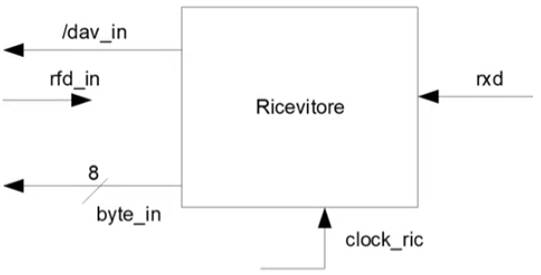 /dav_in
rfd_in
rxd
Ricevitore
8
byte_in
clock_ric